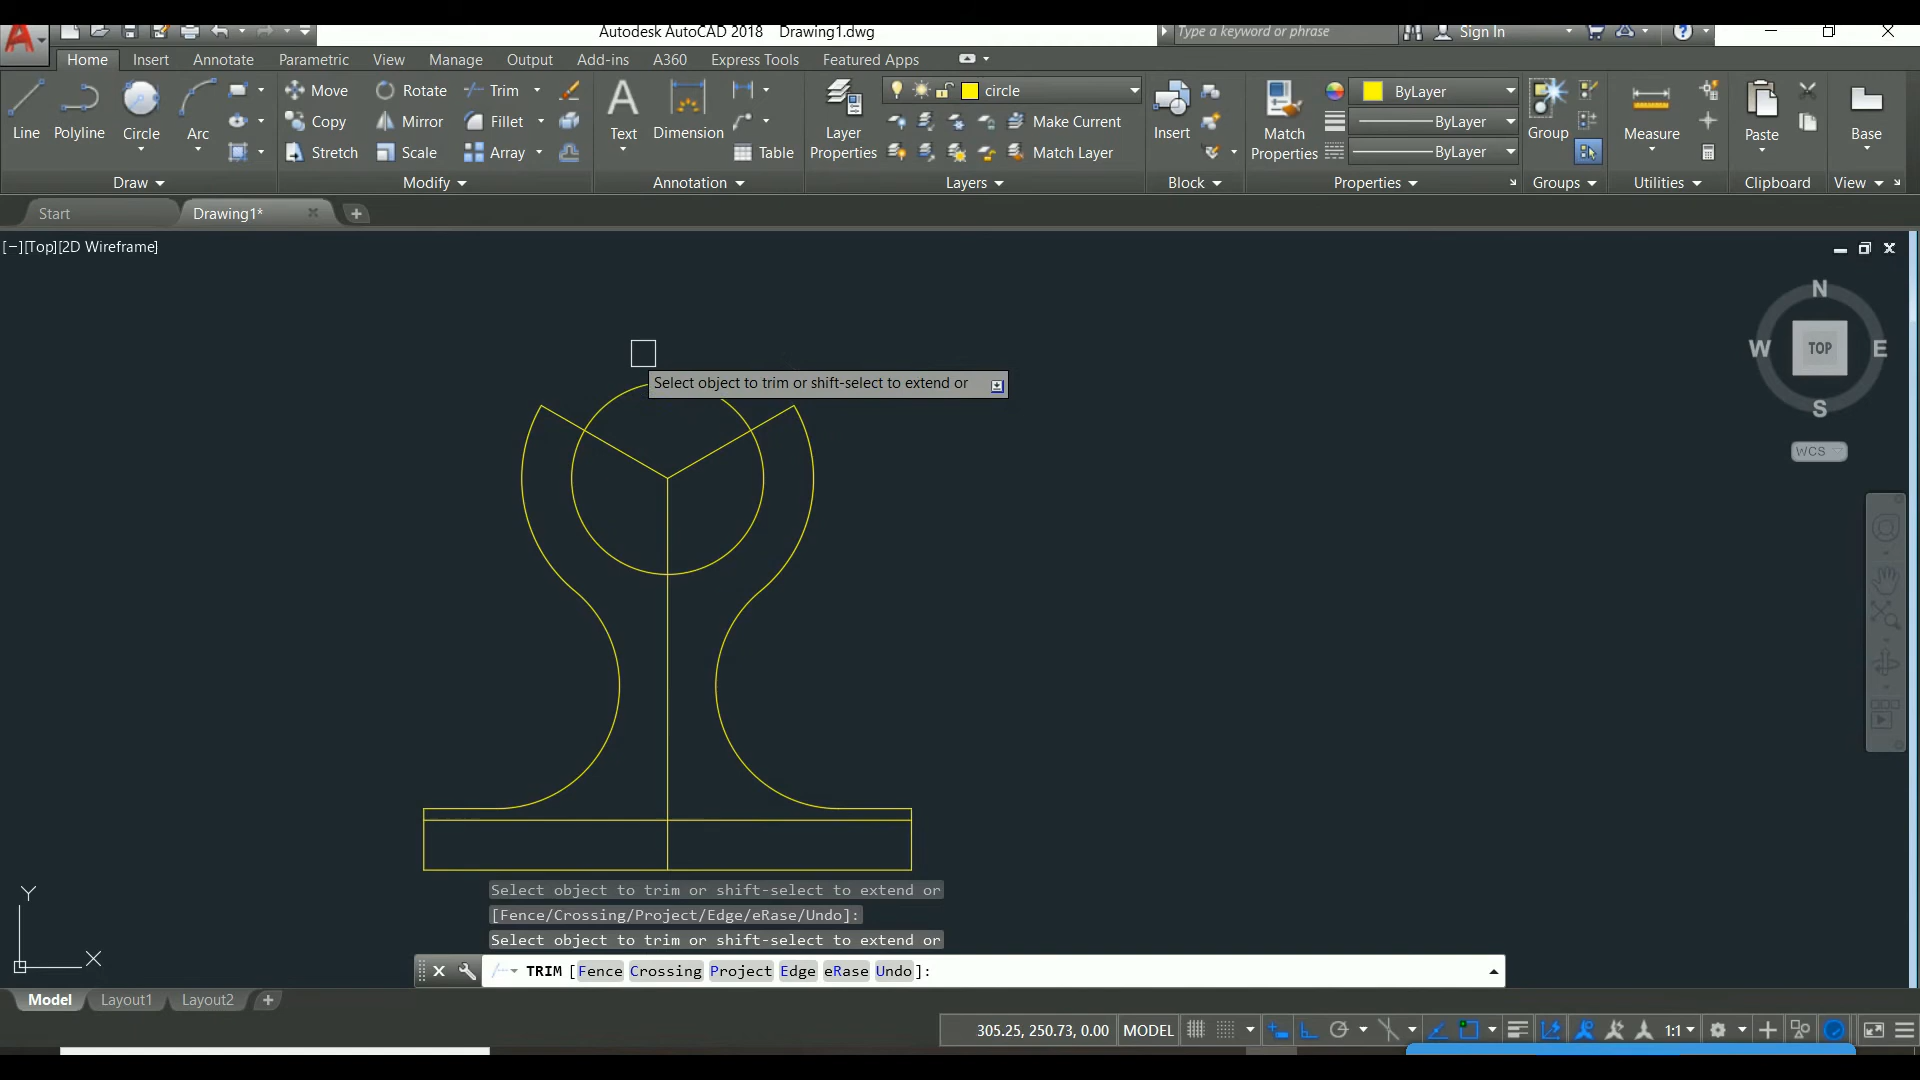 Autodesk AutoCAD 2018 Drawing1.dwg
Type a keyword or phrase
Sign In
Home Insert Annotate Parametric View Manage Output Add-ins A360 Express Tools Featured Apps
Line
Polyline
Circle
Arc
Move
Copy
Stretch
Rotate
Mirror
Scale
Trim
Fillet
Array
Text
Dimension
Table
Layer
Properties
circle
Make Current
Match Layer
Insert
Match
Properties
ByLayer
ByLayer
ByLayer
Group
Measure
Paste
Base
Draw
Modify
Annotation
Layers
Block
Properties
Groups
Utilities
Clipboard
View
Start
Drawing1*
[−][Top][2D Wireframe]
N
W
TOP
E
S
WCS
Select object to trim or shift-select to extend or
Y
X
Select object to trim or shift-select to extend or
[Fence/Crossing/Project/Edge/eRase/Undo]:
Select object to trim or shift-select to extend or
TRIM [Fence Crossing Project Edge eRase Undo]:
Model Layout1 Layout2
305.25, 250.73, 0.00 MODEL
1:1